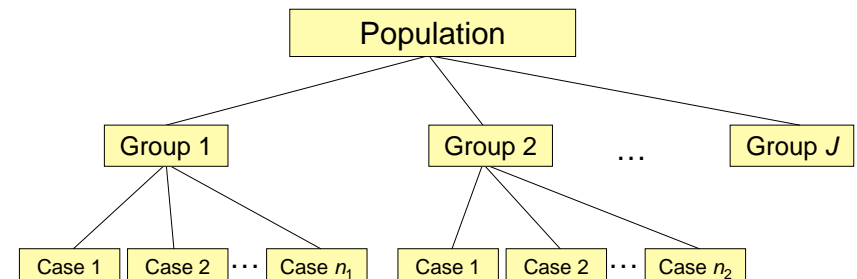 Population
Group 1 Group 2 ... Group J
Case 1 Case 2 ... Case n₁ Case 1 Case 2 ... Case n₂